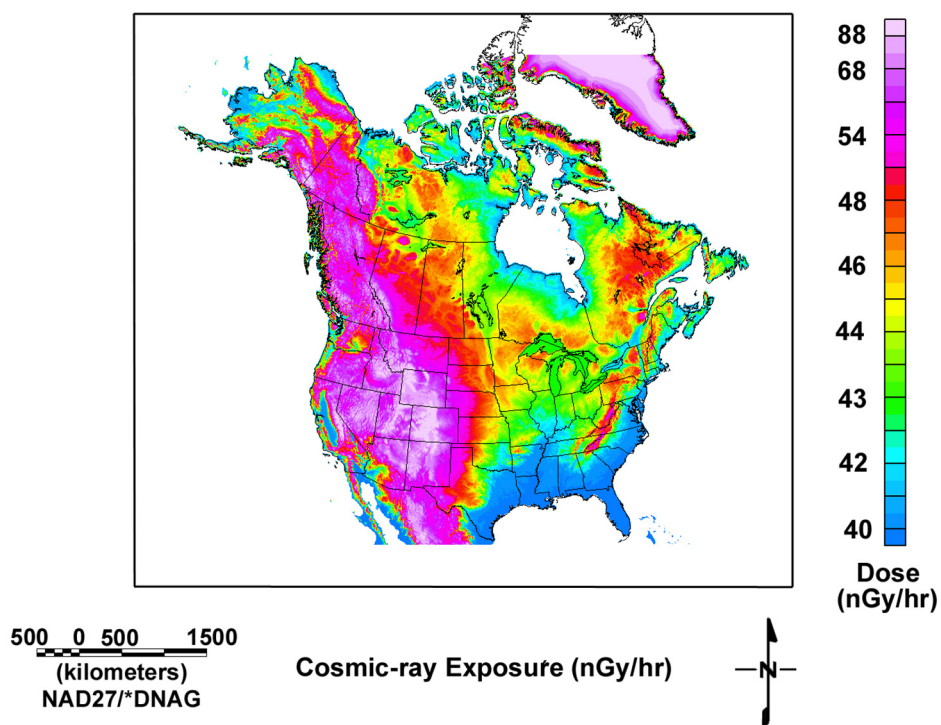 88
68
54
48
46
44
43
42
40
Dose
(nGy/hr)
500 0 500 1500
(kilometers)
NAD27/*DNAG
Cosmic-ray Exposure (nGy/hr)
N